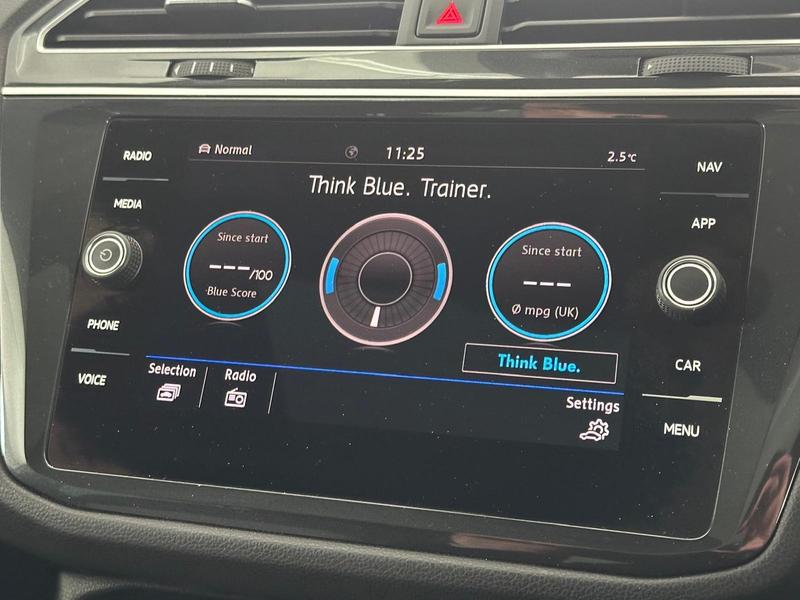 RADIO
MEDIA
PHONE
VOICE
Normal
11:25
2.5°C
Think Blue. Trainer.
Since start
---/100
Blue Score
Since start
---
Ø mpg (UK)
Think Blue.
Selection
Radio
Settings
NAV
APP
CAR
MENU